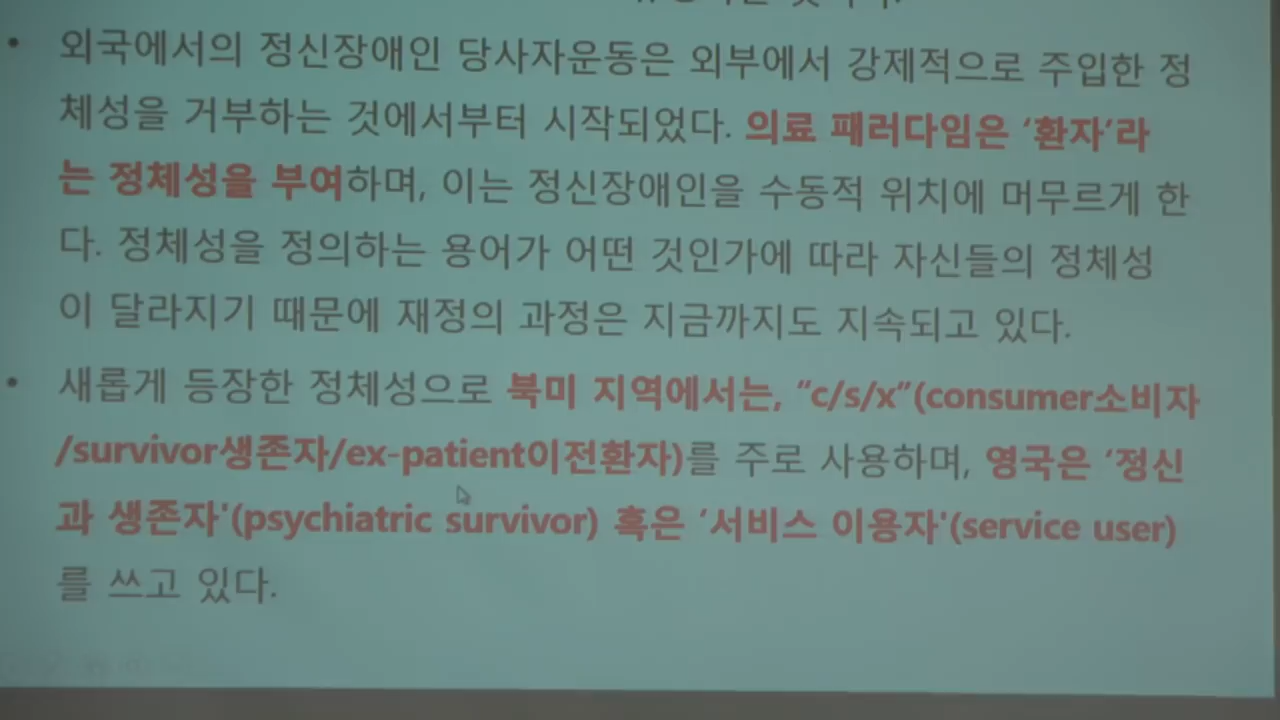 • 외국에서의 정신장애인 당사자운동은 외부에서 강제적으로 주입한 정
체성을 거부하는 것에서부터 시작되었다. 의료 패러다임은 ‘환자’라
는 정체성을 부여하며, 이는 정신장애인을 수동적 위치에 머무르게 한
다. 정체성을 정의하는 용어가 어떤 것인가에 따라 자신들의 정체성
이 달라지기 때문에 재정의 과정은 지금까지도 지속되고 있다.
• 새롭게 등장한 정체성으로 북미 지역에서는, “c/s/x”(consumer소비자
/survivor생존자/ex-patient이전환자)를 주로 사용하며, 영국은 ‘정신
과 생존자'(psychiatric survivor) 혹은 ’서비스 이용자'(service user)
를 쓰고 있다.